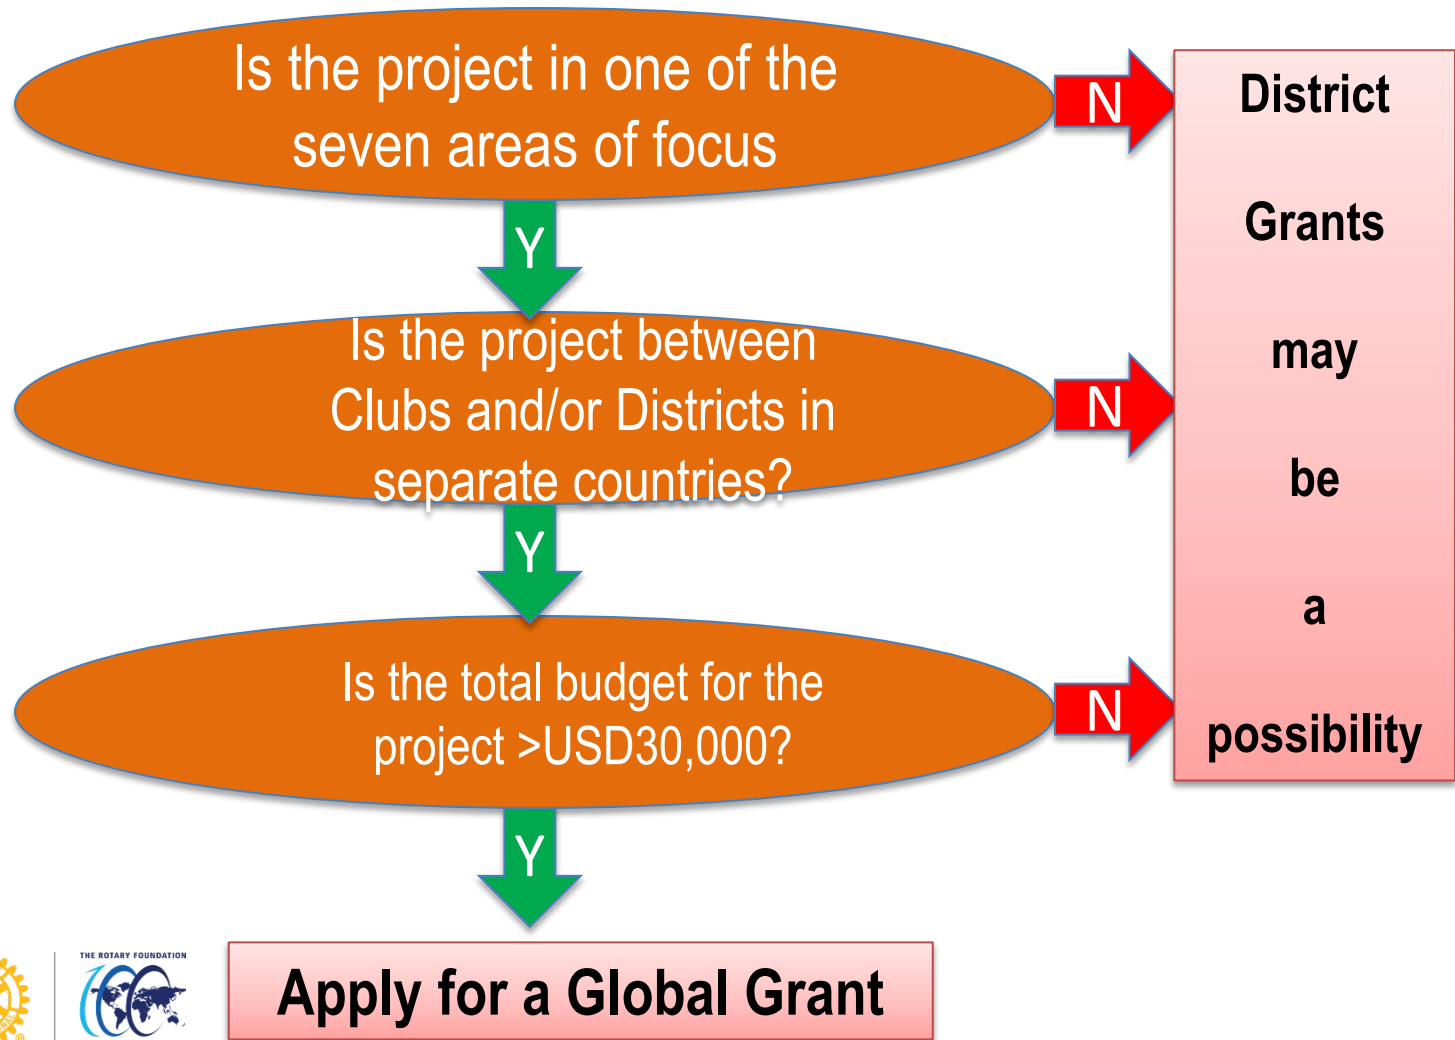 Is the project in one of the
seven areas of focus
N
Y
Is the project between
Clubs and/or Districts in
separate countries?
N
Y
Is the total budget for the
project >USD30,000?
N
Y
District
Grants
may
be
a
possibility
THE ROTARY FOUNDATION
100
Apply for a Global Grant